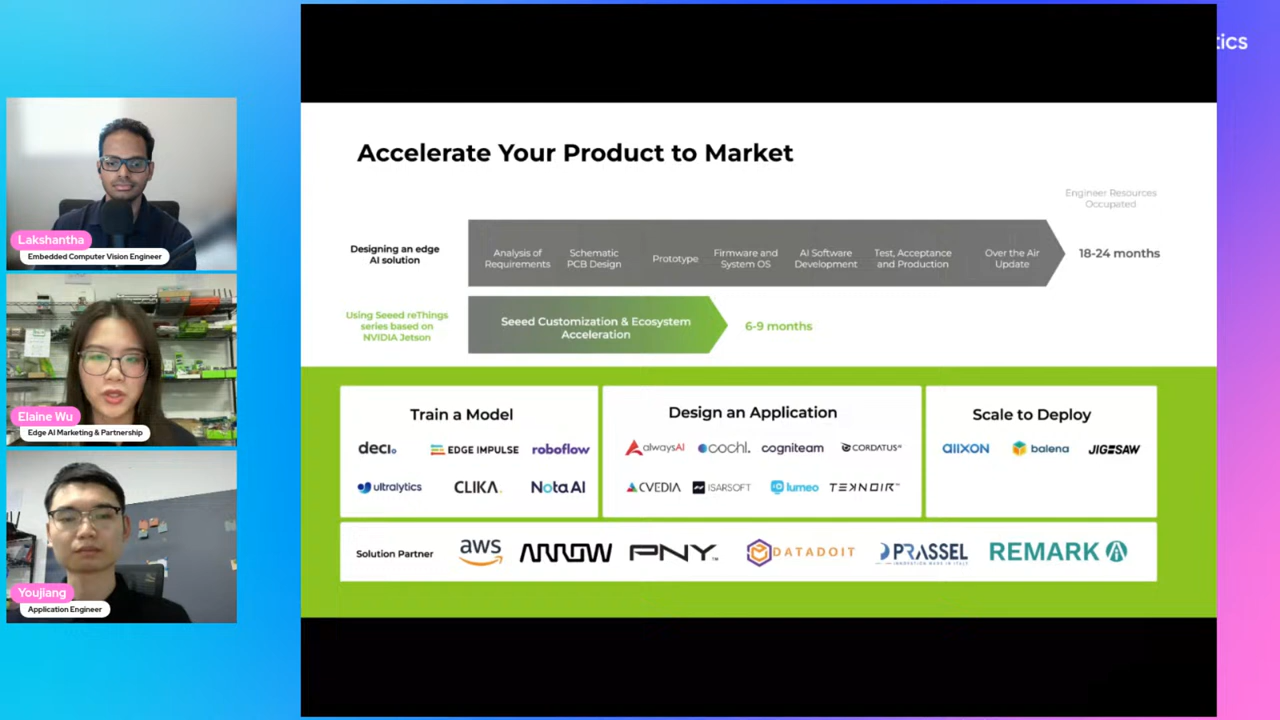 tics
Lakshantha
Embedded Computer Vision Engineer
Elaine Wu
Edge AI Marketing & Partnership
Youjiang
Application Engineer
Accelerate Your Product to Market
Engineer Resources
Occupated
Designing an edge
AI solution
Analysis of
Requirements
Schematic
PCB Design
Prototype
Firmware and
System OS
AI Software
Development
Test, Acceptance
and Production
Over the Air
Update
18-24 months
Using Seeed reThings
series based on
NVIDIA Jetson
Seeed Customization & Ecosystem
Acceleration
6-9 months
Train a Model
deci.
EDGE IMPULSE
roboflow
ultralytics
CLIKA.
Nota AI
Design an Application
alwaysAI
cochl.
cogniteam
CORDATUS
CVEDIA
ISARSOFT
lumeo
TEKNOIR
Scale to Deploy
allxon
balena
JIGSAW
Solution Partner
aws
ARROW
PNY
DATADOIT
PRASSEL
INNOVATION MADE IN ITALY
REMARK